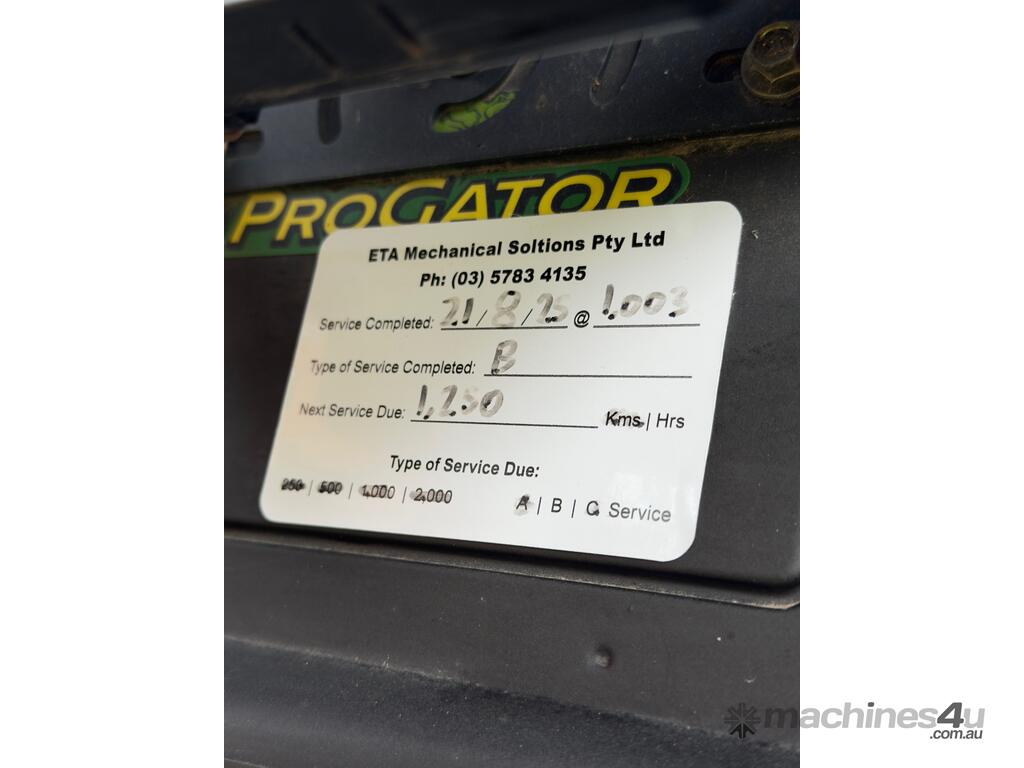 PROGATOR
ETA Mechanical Soltions Pty Ltd
Ph: (03) 5783 4135
Service Completed: 21/8/25 @ 1,003
Type of Service Completed: B
Next Service Due: 1,250 Kms | Hrs
Type of Service Due:
250 | 500 | 1,000 | 2,000 A | B | C Service
machines4u
.com.au